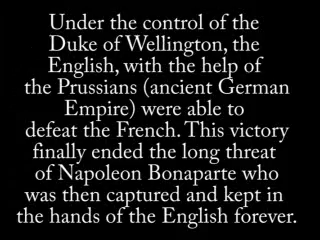 Under the control of the
Duke of Wellington, the
English, with the help of
the Prussians (ancient German
Empire) were able to
defeat the French. This victory
finally ended the long threat
of Napoleon Bonaparte who
was then captured and kept in
the hands of the English forever.